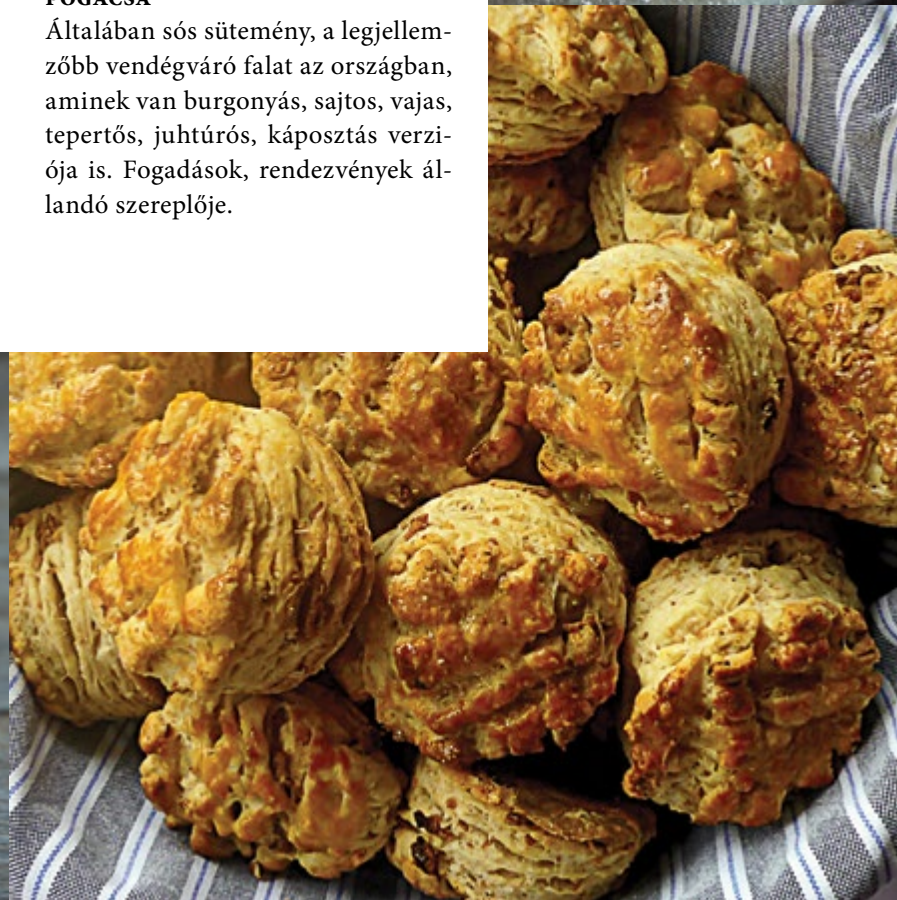 POGÁCSA
Általában sós sütemény, a legjellem-
zőbb vendégváró falat az országban,
aminek van burgonyás, sajtos, vajas,
tepertős, juhtúrós, káposztás verzi-
ója is. Fogadások, rendezvények ál-
landó szereplője.